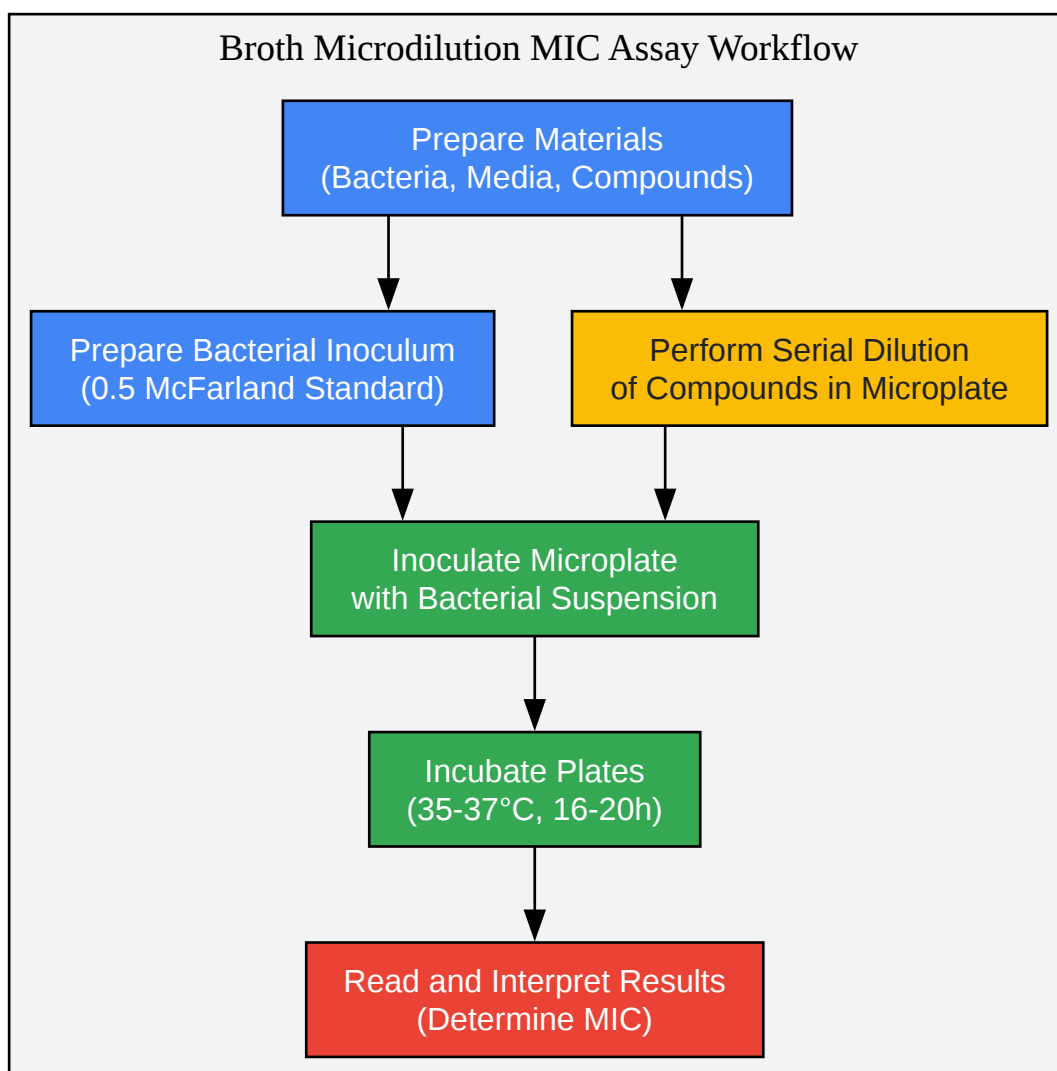 Broth Microdilution MIC Assay Workflow
Prepare Materials
(Bacteria, Media, Compounds)
Prepare Bacterial Inoculum
(0.5 McFarland Standard)
Perform Serial Dilution
of Compounds in Microplate
Inoculate Microplate
with Bacterial Suspension
Incubate Plates
(35-37°C, 16-20h)
Read and Interpret Results
(Determine MIC)